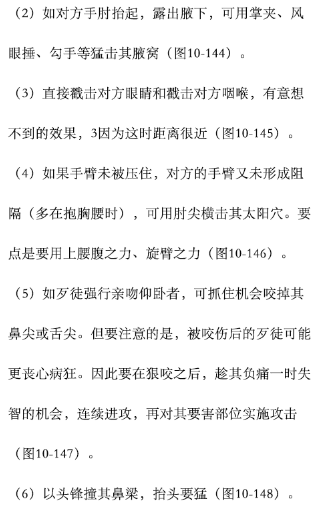 （2）如对方手肘抬起，露出腋下，可用掌夹、风
眼捶、勾手等猛击其腋窝（图10-144）。
（3）直接戳击对方眼睛和戳击对方咽喉，有意想
不到的效果，3因为这时距离很近（图10-145）。
（4）如果手臂未被压住，对方的手臂又未形成阻
隔（多在抱胸腰时），可用肘尖横击其太阳穴。要
点是要用上腰腹之力、旋臂之力（图10-146）。
（5）如歹徒强行亲吻仰卧者，可抓住机会咬掉其
鼻尖或舌尖。但要注意的是，被咬伤后的歹徒可能
更丧心病狂。因此要在狠咬之后，趁其负痛一时失
智的机会，连续进攻，再对其要害部位实施攻击
（图10-147）。
（6）以头锋撞其鼻梁，抬头要猛（图10-148）。